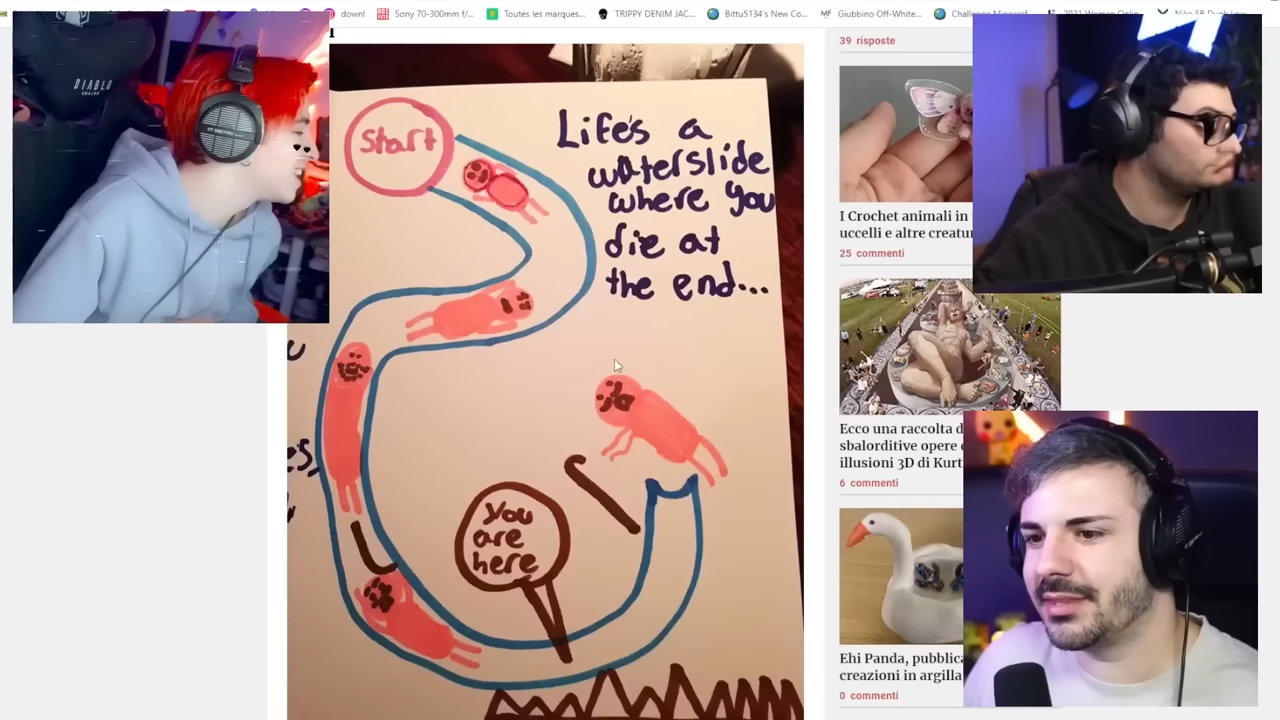 downl
Sony 70-300mm f/...
Toutes les marques...
TRIPPY DENIM JAC...
Bittu5134's New Co...
Giubbino Off-White...
39 risposte
DIABLO
Start
Life's a
waterslide
where you
die at
the end...
you
are
here
es,
I Crochet animali in
uccelli e altre creatur
25 commenti
Ecco una raccolta d
sbalorditive opere
illusioni 3D di Kurt
6 commenti
Ehi Panda, pubblica
creazioni in argilla
0 commenti